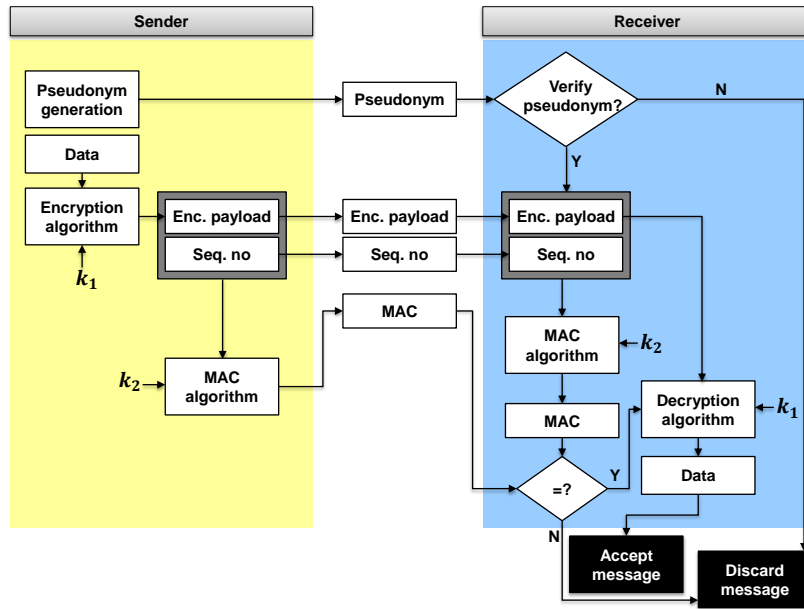 Sender
Receiver
Pseudonym
generation
Pseudonym
Verify
pseudonym?
N
Y
Data
Encryption
algorithm
k₁
Enc. payload
Seq. no
Enc. payload
Seq. no
Enc. payload
Seq. no
MAC
MAC
algorithm
k₂
MAC
algorithm
k₂
MAC
Decryption
algorithm
k₁
=?
Y
N
Data
Accept
message
Discard
message